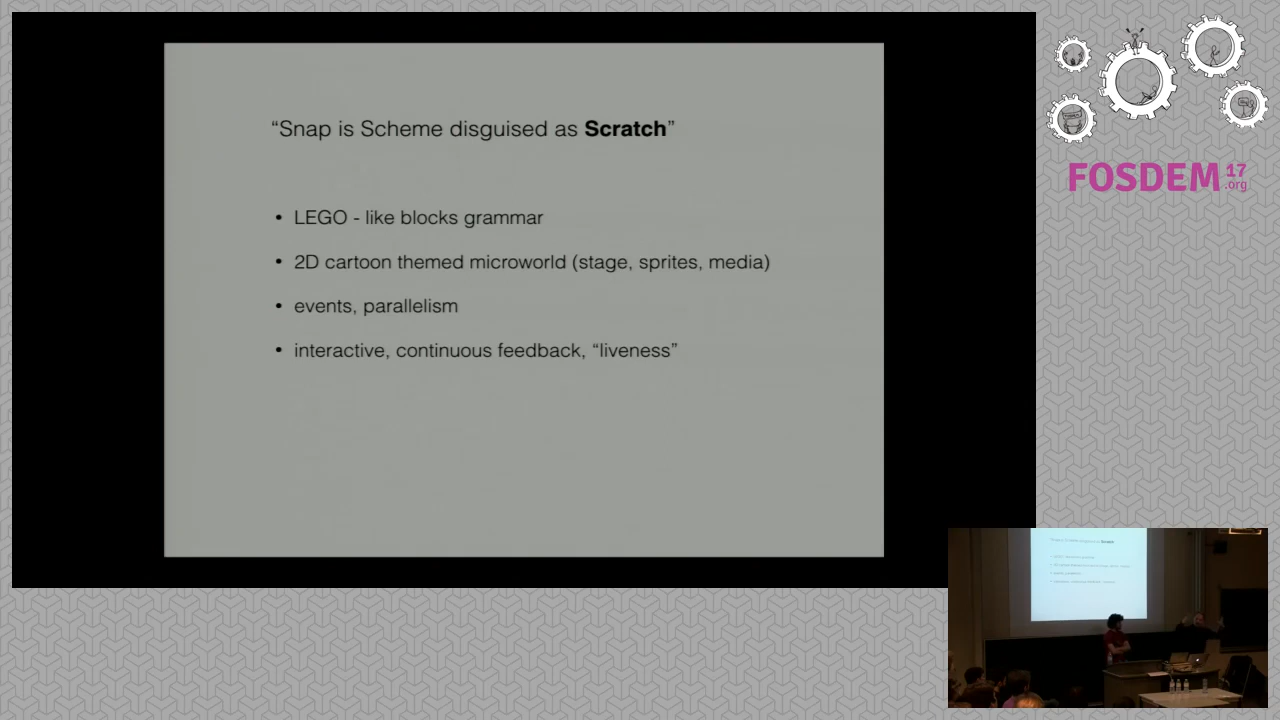 “Snap is Scheme disguised as Scratch”
• LEGO - like blocks grammar
• 2D cartoon themed microworld (stage, sprites, media)
• events, parallelism
• interactive, continuous feedback, “liveness”
FOSDEM 17
.org